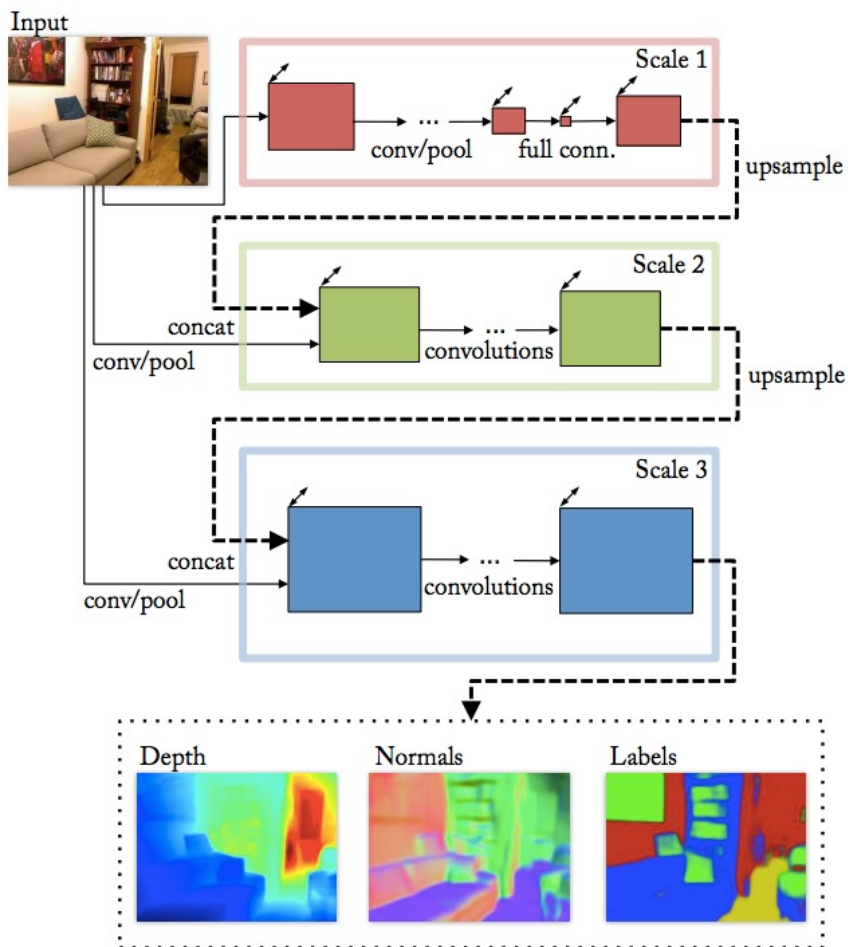 Input
Scale 1
...
conv/pool
full conn.
upsample
Scale 2
concat
...
conv/pool
convolutions
upsample
Scale 3
concat
...
conv/pool
convolutions
Depth
Normals
Labels